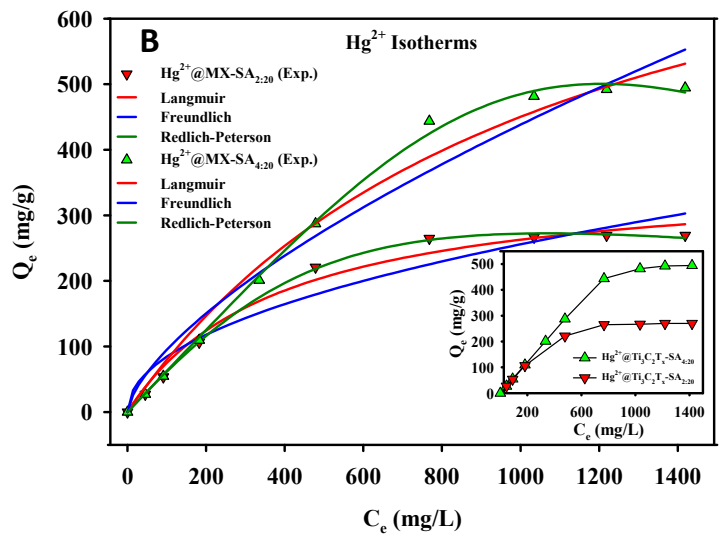 B
Hg²⁺ Isotherms
Hg²⁺@MX-SA₂:₂₀ (Exp.)
Langmuir
Freundlich
Redlich-Peterson
Hg²⁺@MX-SA₄:₂₀ (Exp.)
Langmuir
Freundlich
Redlich-Peterson
Qₑ (mg/g)
600
500
400
300
200
100
0
0
200
400
600
800
1000
1200
1400
Cₑ (mg/L)
Qₑ (mg/g)
500
400
300
200
100
0
Hg²⁺@Ti₃C₂Tₓ-SA₄:₂₀
Hg²⁺@Ti₃C₂Tₓ-SA₂:₂₀
200
600
1000
1400
Cₑ (mg/L)